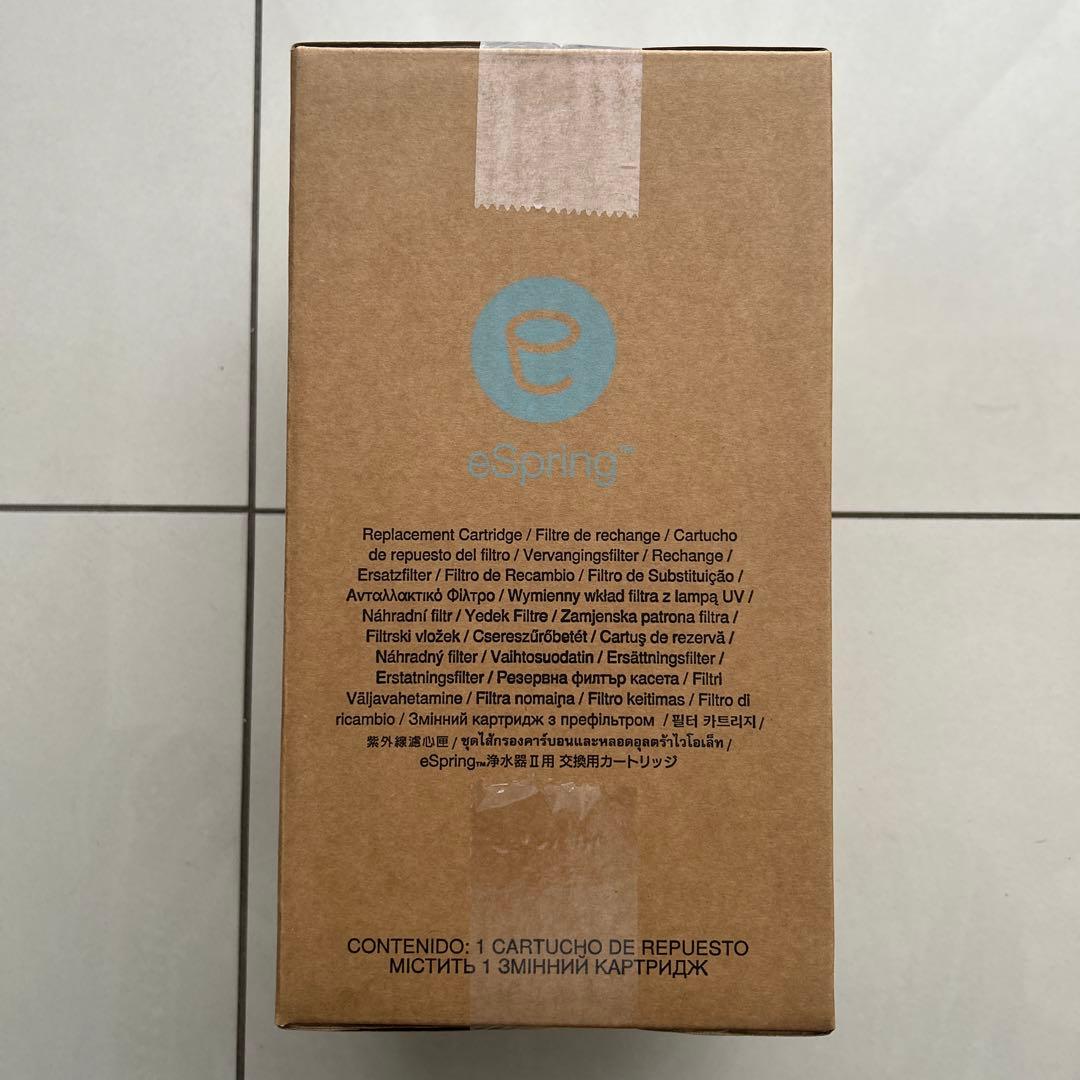 eSpring™
Replacement Cartridge / Filtre de rechange / Cartucho
de repuesto del filtro / Vervangingsfilter / Rechange /
Ersatzfilter / Filtro de Recambio / Filtro de Substituição /
Ανταλλακτικό Φίλτρο / Wymienny wkład filtra z lampą UV /
Náhradní filtr / Yedek Filtre / Zamjenska patrona filtra /
Filtrski vložek / Csereszűrőbetét / Cartuş de rezervă /
Náhradný filter / Vaihtosuodatin / Ersättningsfilter /
Erstatningsfilter / Резервна филтър касета / Filtri
Väljavahetamine / Filtra nomaiņa / Filtro keitimas / Filtro di
ricambio / Змінний картридж з префільтром / 필터 카트리지 /
紫外線濾心匣 / ชุดไส้กรองคาร์บอนและหลอดอุลตร้าไวโอเล็ท /
eSpring™浄水器Ⅱ用 交換用カートリッジ
CONTENIDO: 1 CARTUCHO DE REPUESTO
МІСТИТЬ 1 ЗМІННИЙ КАРТРИДЖ